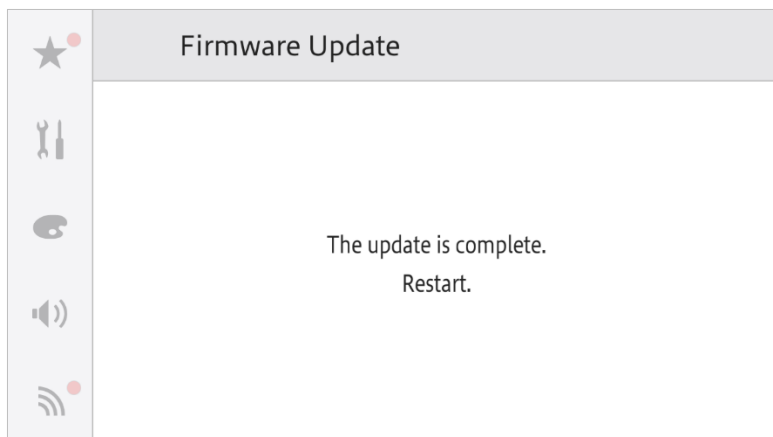 Firmware Update
The update is complete.
Restart.